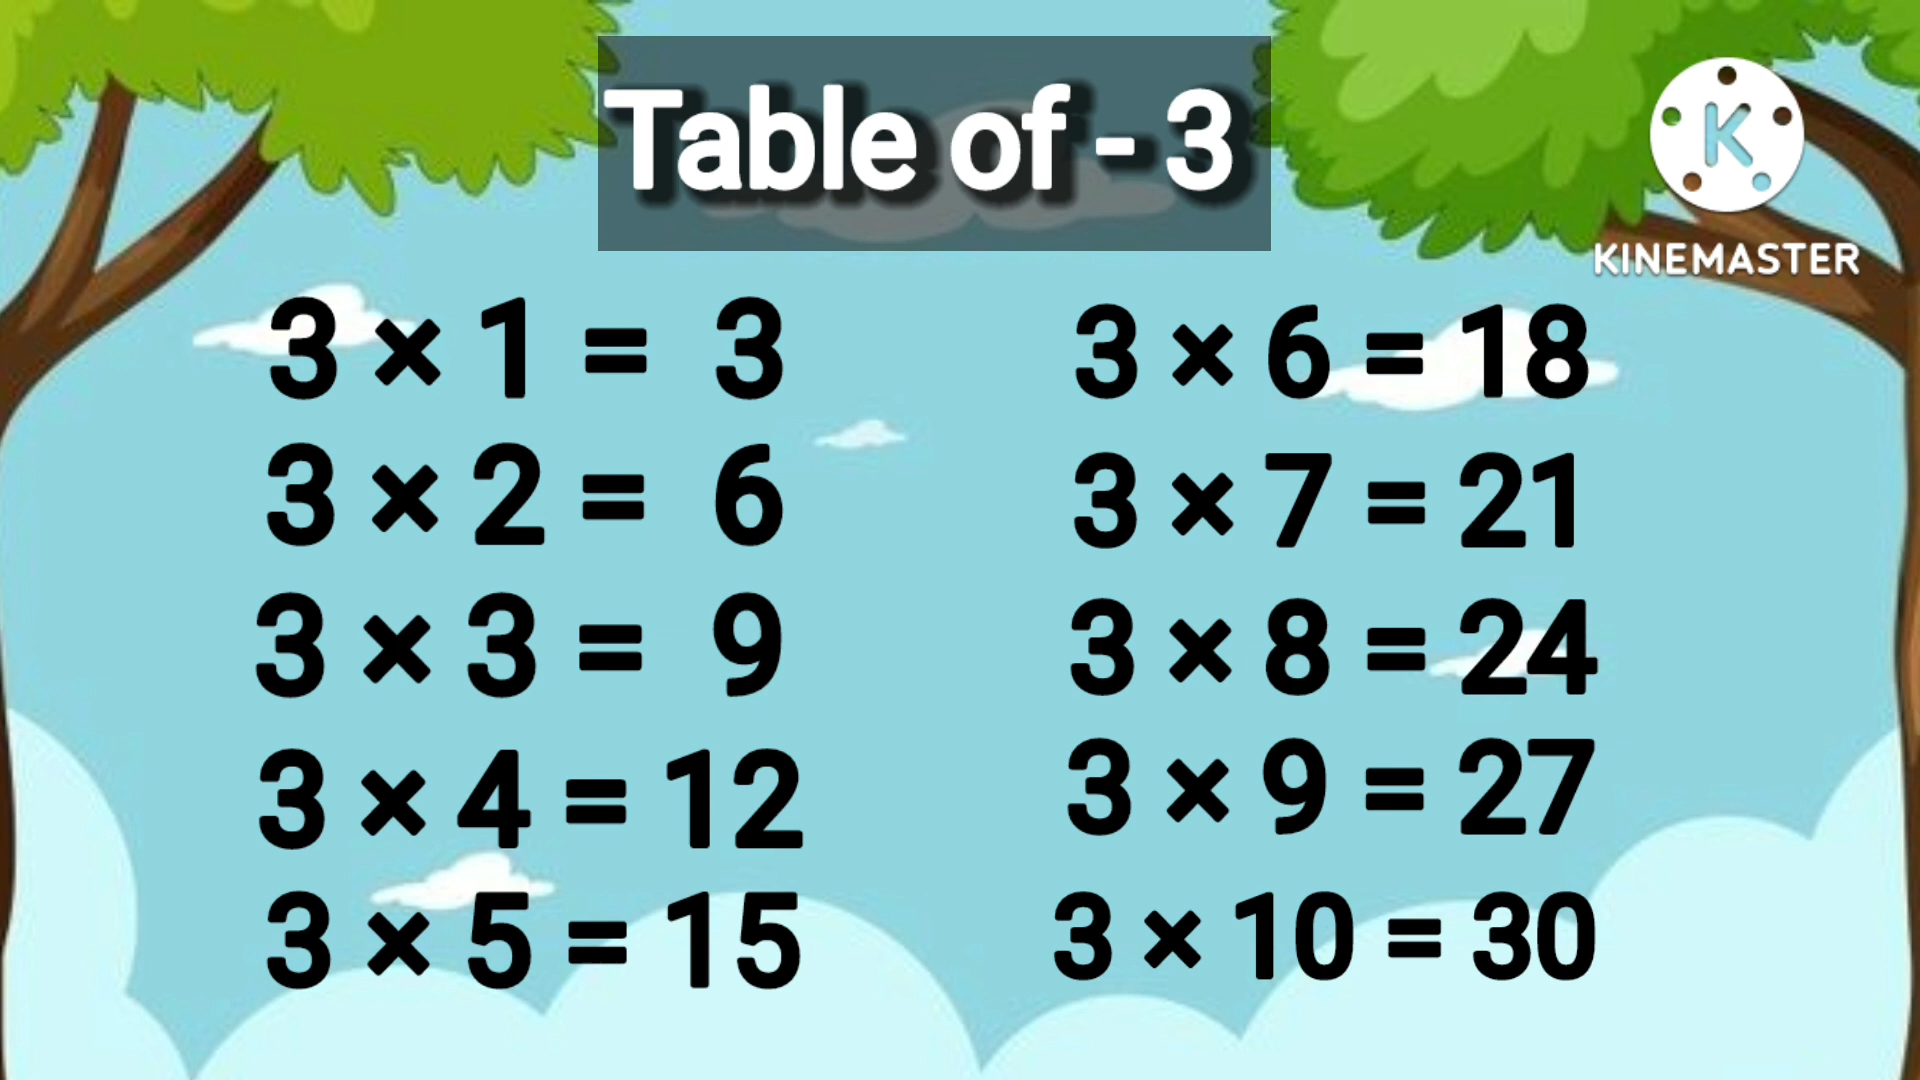 Table of - 3
K
KINEMASTER
3 × 1 = 3
3 × 2 = 6
3 × 3 = 9
3 × 4 = 12
3 × 5 = 15
3 × 6 = 18
3 × 7 = 21
3 × 8 = 24
3 × 9 = 27
3 × 10 = 30